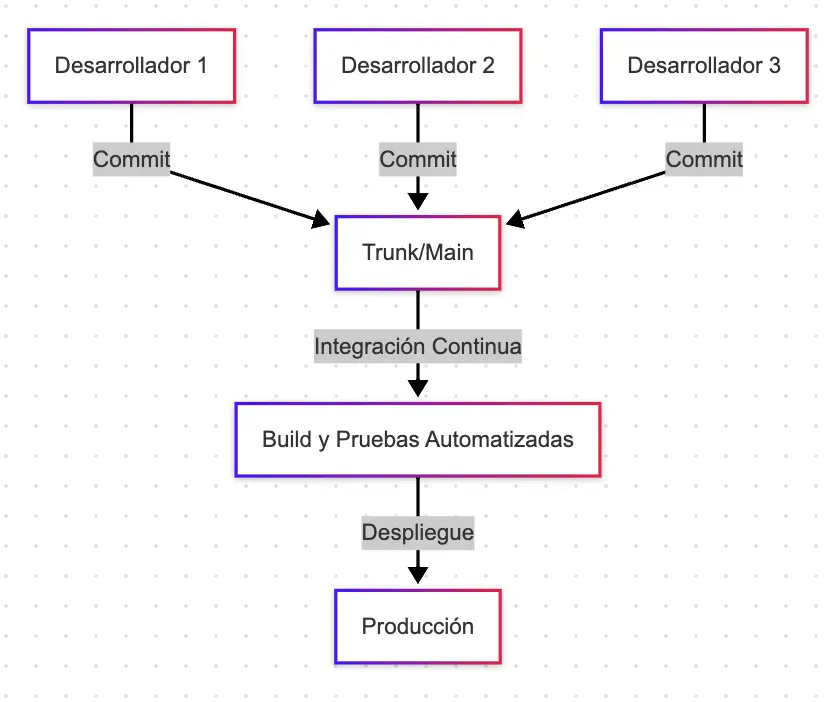 Desarrollador 1
Desarrollador 2
Desarrollador 3
Commit
Commit
Commit
Trunk/Main
Integración Continua
Build y Pruebas Automatizadas
Despliegue
Producción